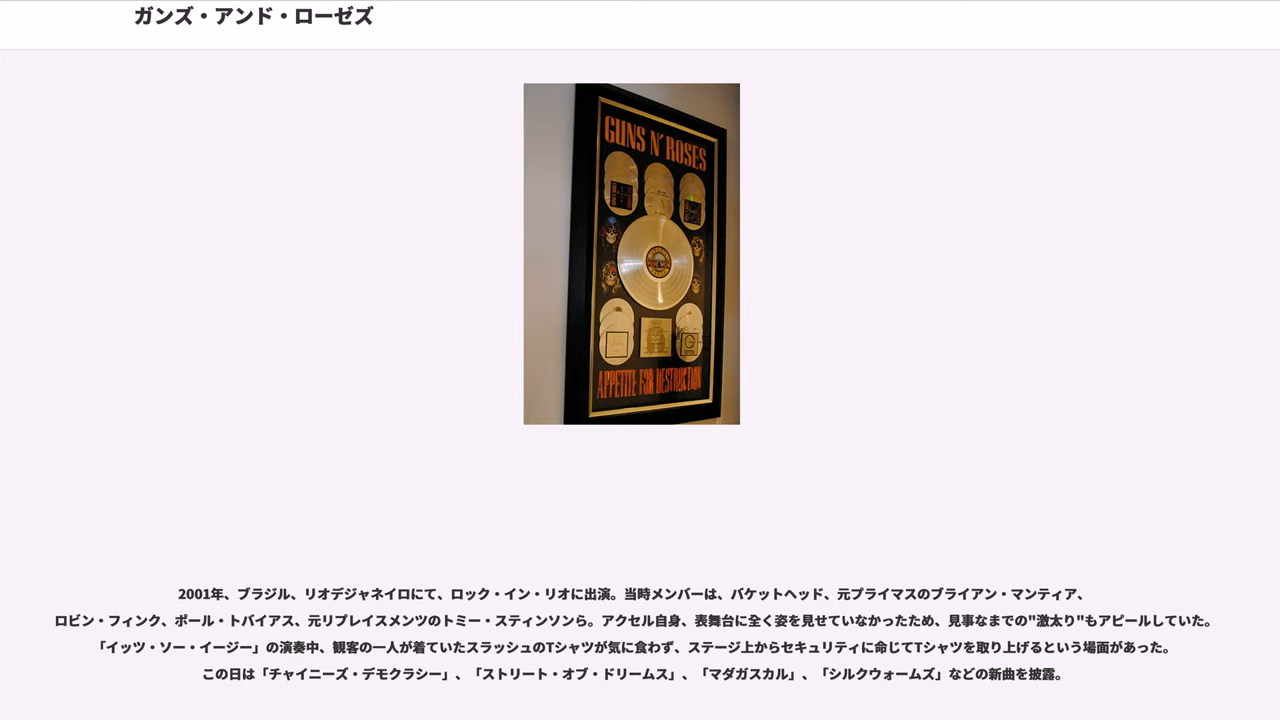 ガンズ・アンド・ローゼズ
GUNS N' ROSES
APPETITE FOR DESTRUCTION
2001年、ブラジル、リオデジャネイロにて、ロック・イン・リオに出演。当時メンバーは、バケットヘッド、元プライマスのブライアン・マンティア、
ロビン・フィンク、ポール・トバイアス、元リプレイスメンツのトミー・スティンソンら。アクセル自身、表舞台に全く姿を見せていなかったため、見事なまでの"激太り"もアピールしていた。
「イッツ・ソー・イージー」の演奏中、観客の一人が着ていたスラッシュのTシャツが気に食わず、ステージ上からセキュリティに命じてTシャツを取り上げるという場面があった。
この日は「チャイニーズ・デモクラシー」、「ストリート・オブ・ドリームス」、「マダガスカル」、「シルクウォームズ」などの新曲を披露。